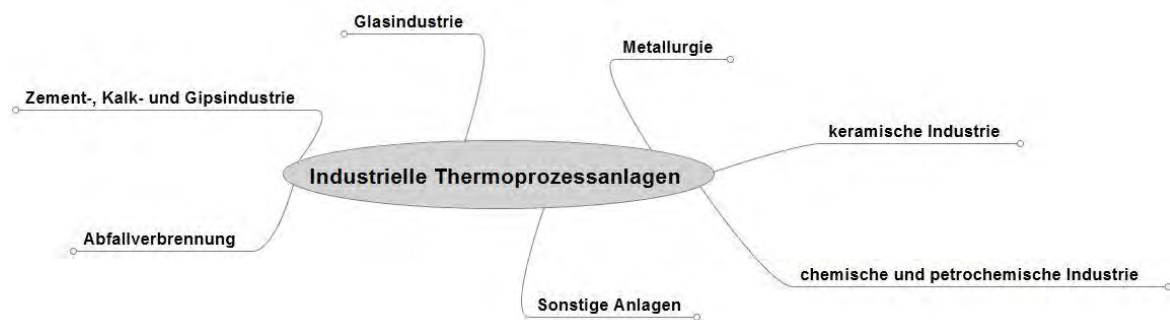 Glasindustrie
Metallurgie
Zement-, Kalk- und Gipsindustrie
keramische Industrie
Industrielle Thermoprozessanlagen
Abfallverbrennung
chemische und petrochemische Industrie
Sonstige Anlagen